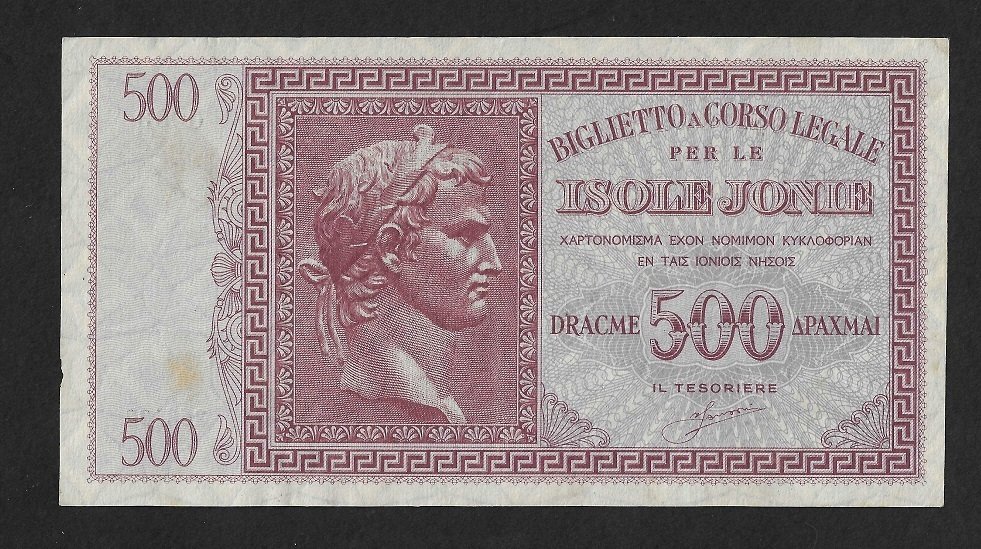 500
BIGLIETTO A CORSO LEGALE
PER LE
ISOLE JONIE
ΧΑΡΤΟΝΟΜΙΣΜΑ ΕΧΟΝ ΝΟΜΙΜΟΝ ΚΥΚΛΟΦΟΡΙΑΝ
ΕΝ ΤΑΙΣ ΙΟΝΙΟΙΣ ΝΗΣΟΙΣ
DRACME 500 ΔΡΑΧΜΑΙ
IL TESORIERE
500